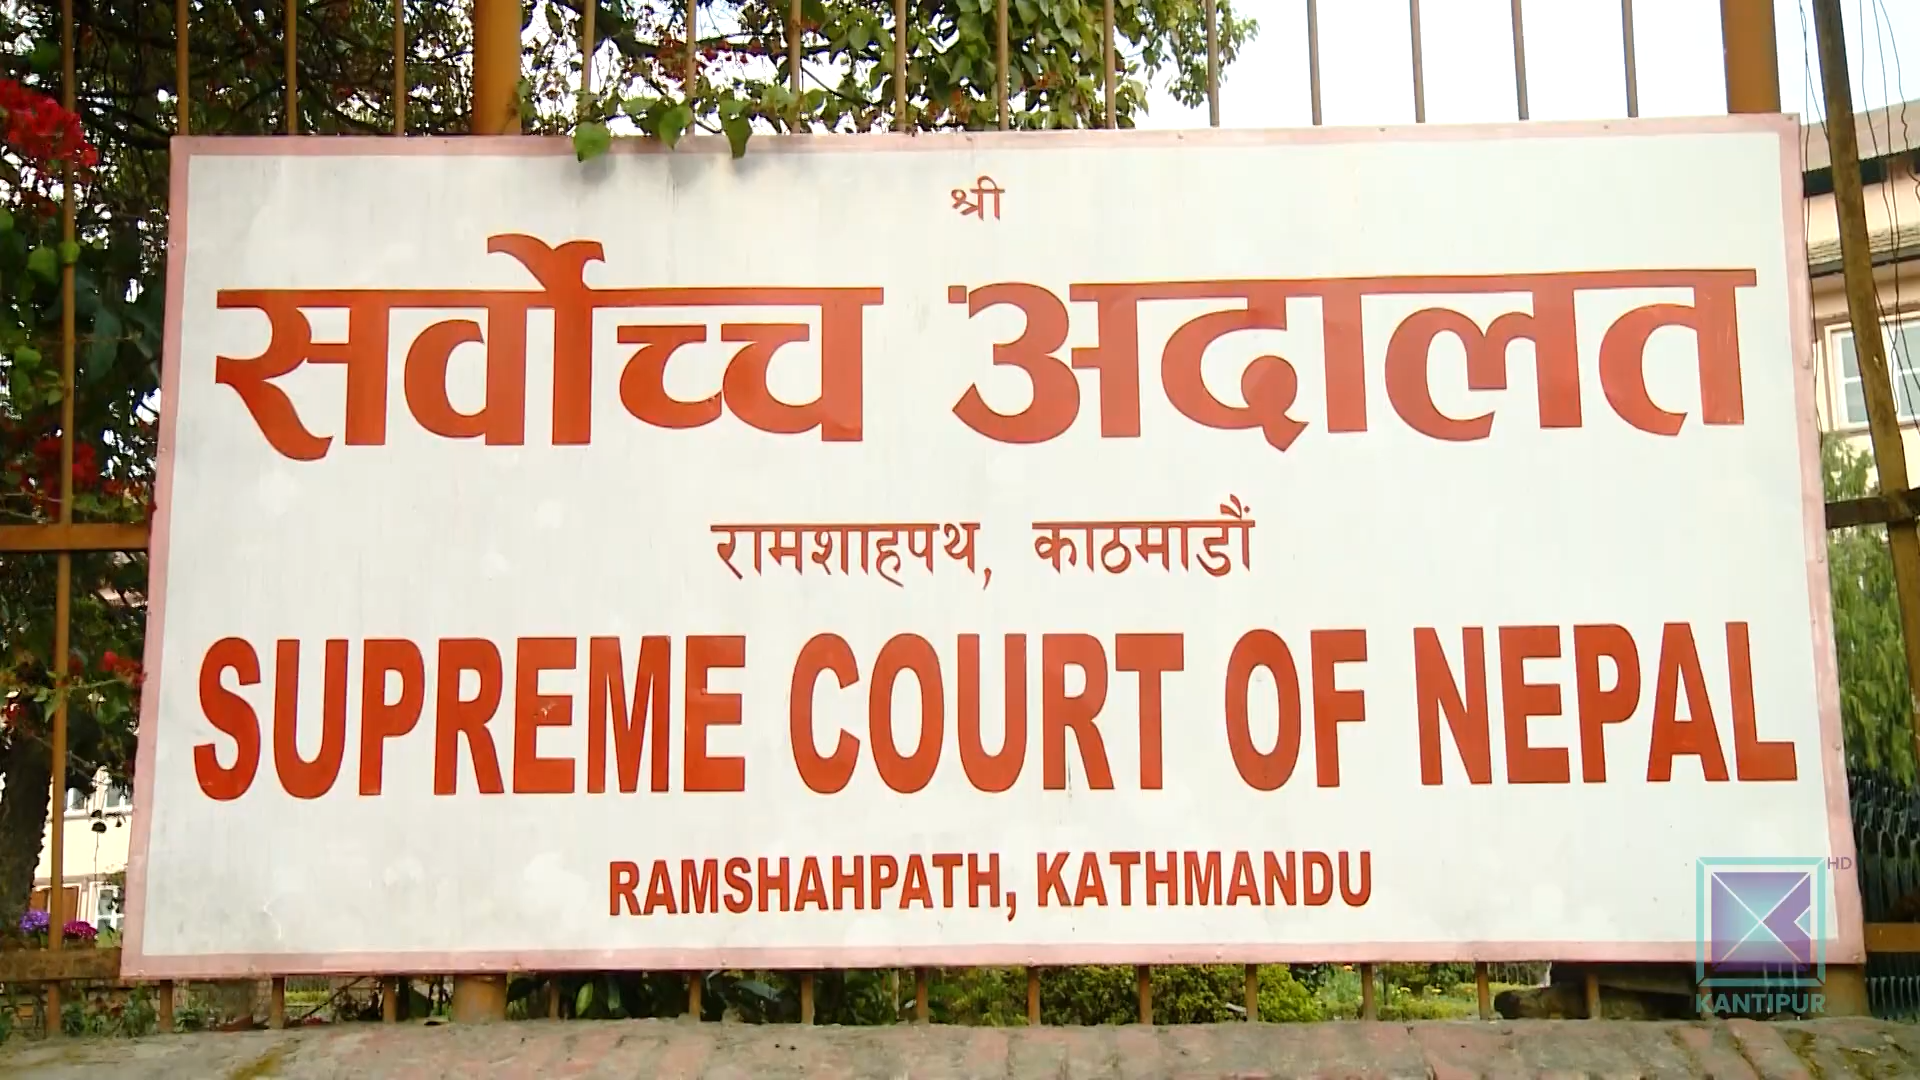 श्री
सर्वोच्च अदालत
रामशाहपथ, काठमाडौं
SUPREME COURT OF NEPAL
RAMSHAHPATH, KATHMANDU
HD
KANTIPUR